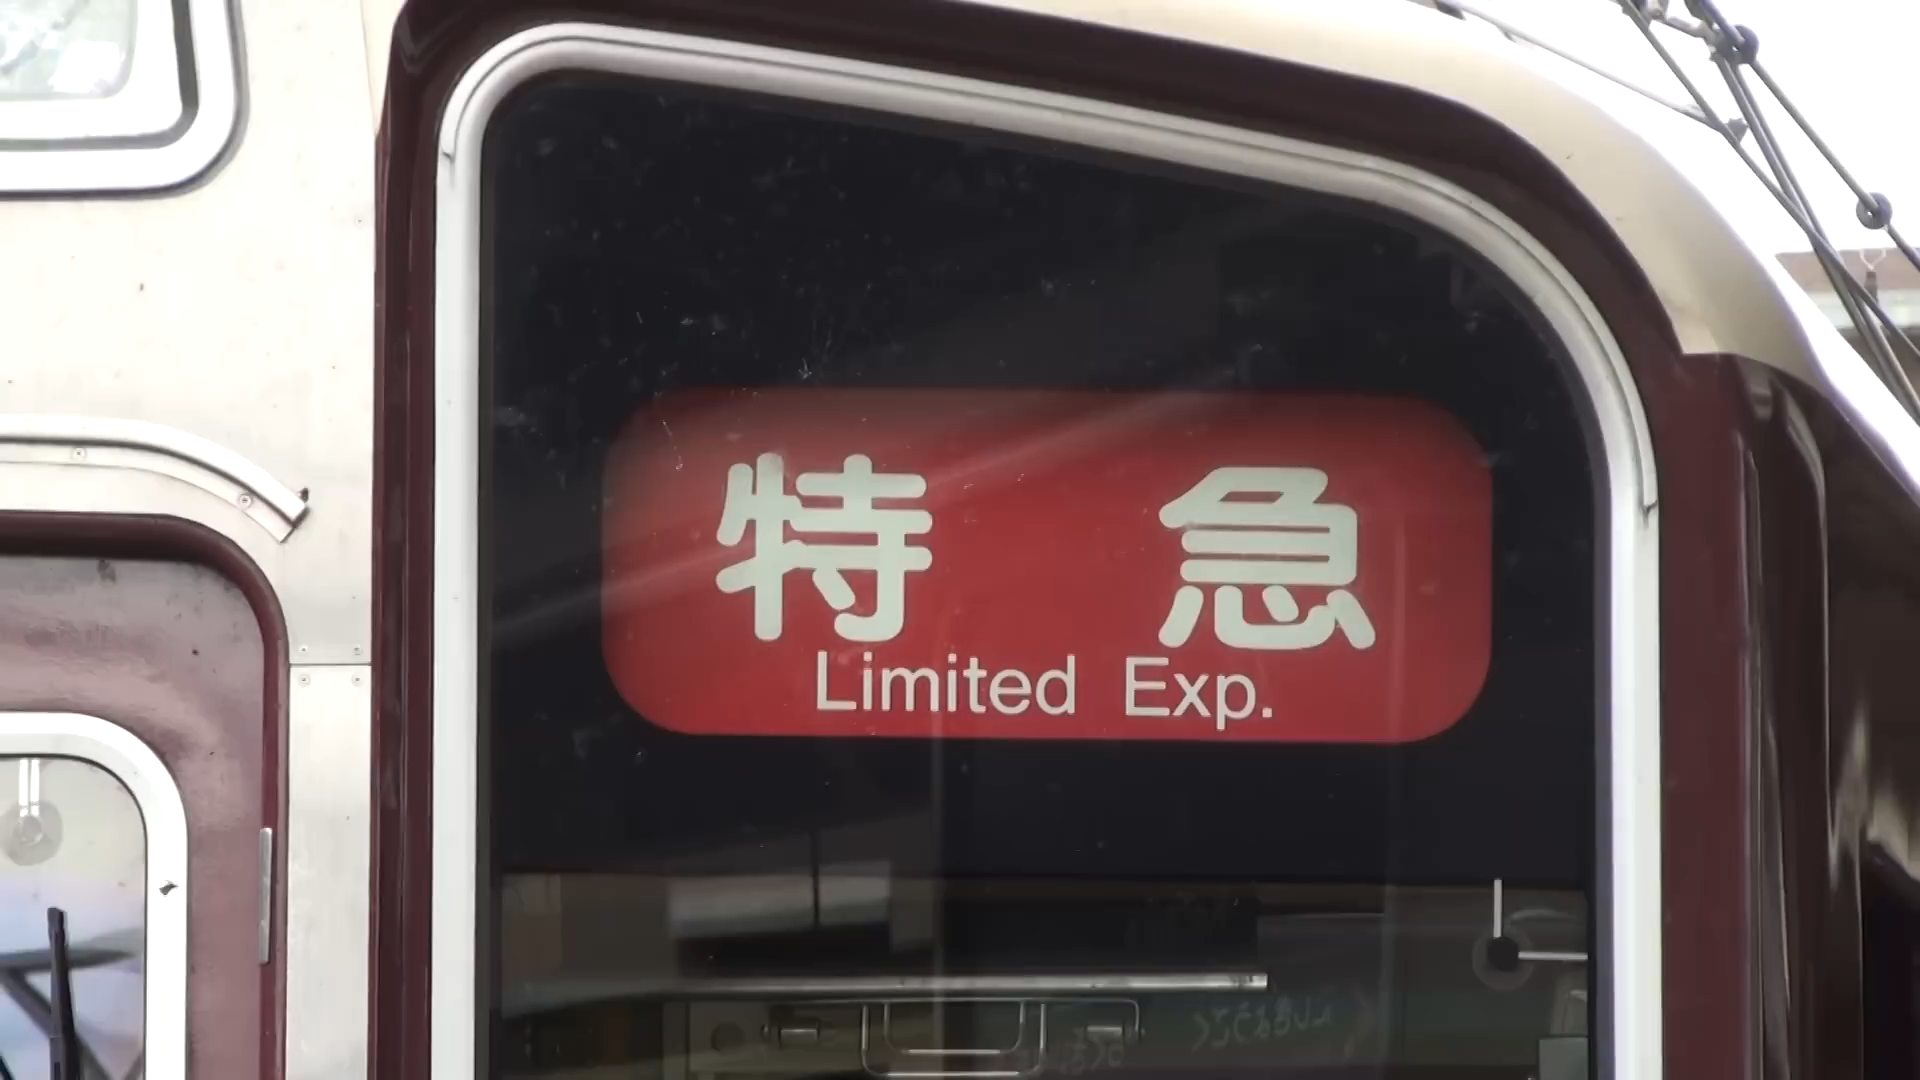 特 急
Limited Exp.